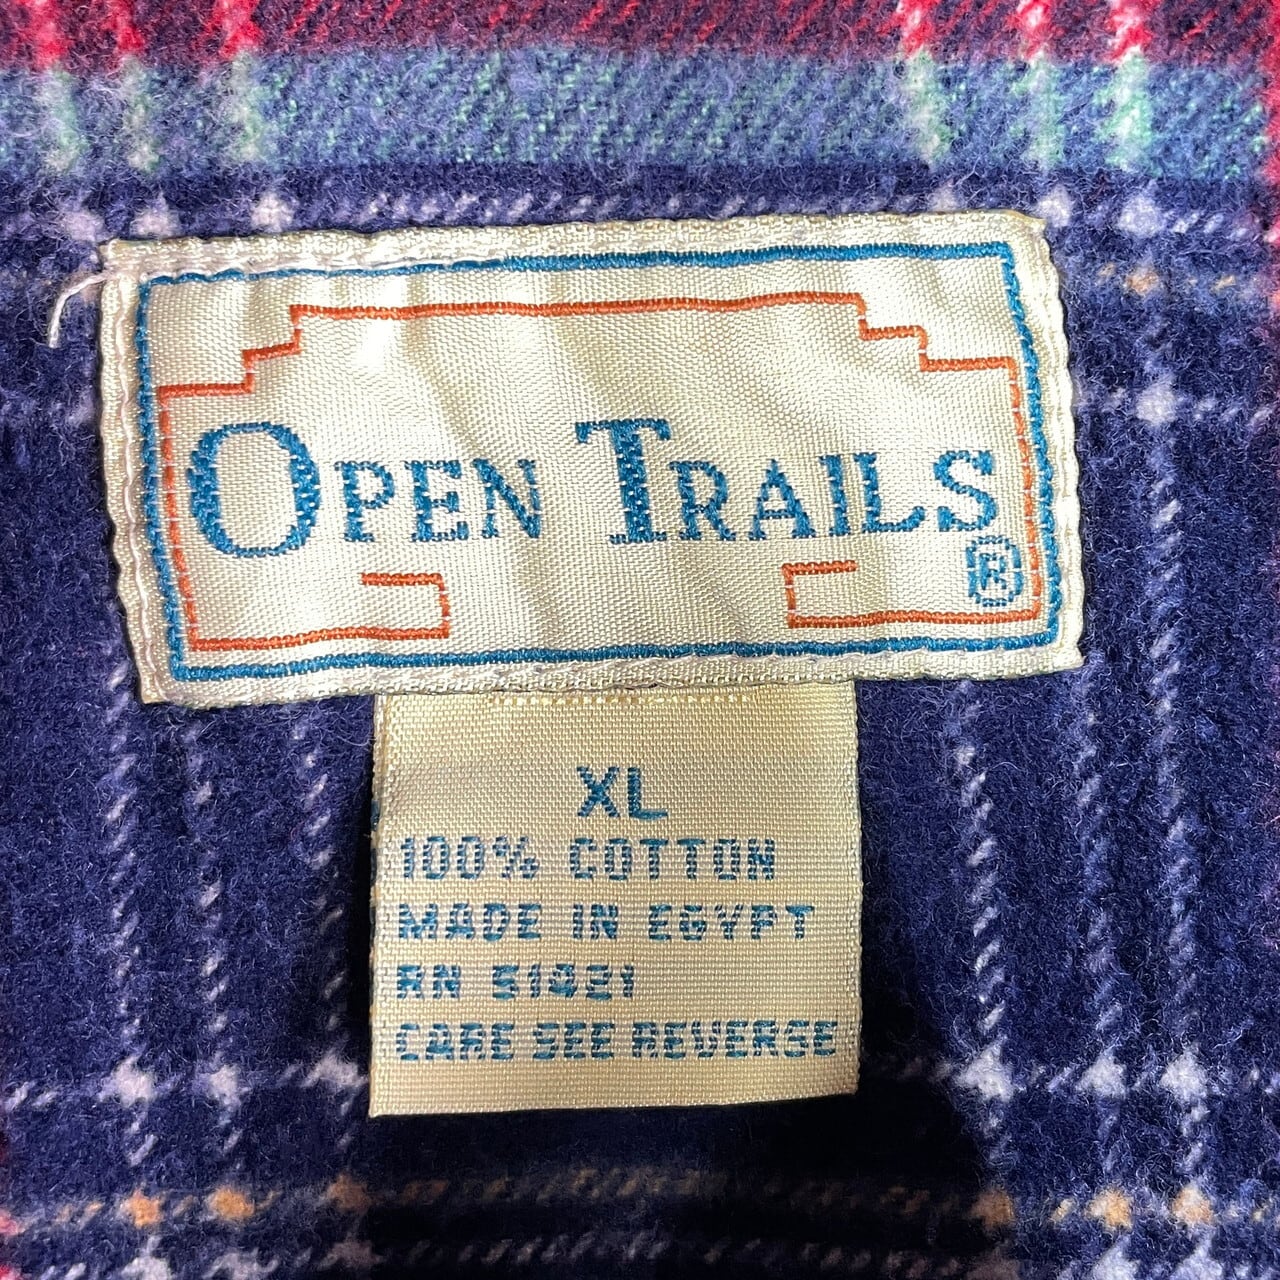 OPEN TRAILS®
XL
100% COTTON
MADE IN EGYPT
RN 51421
CARE SEE REVERSE